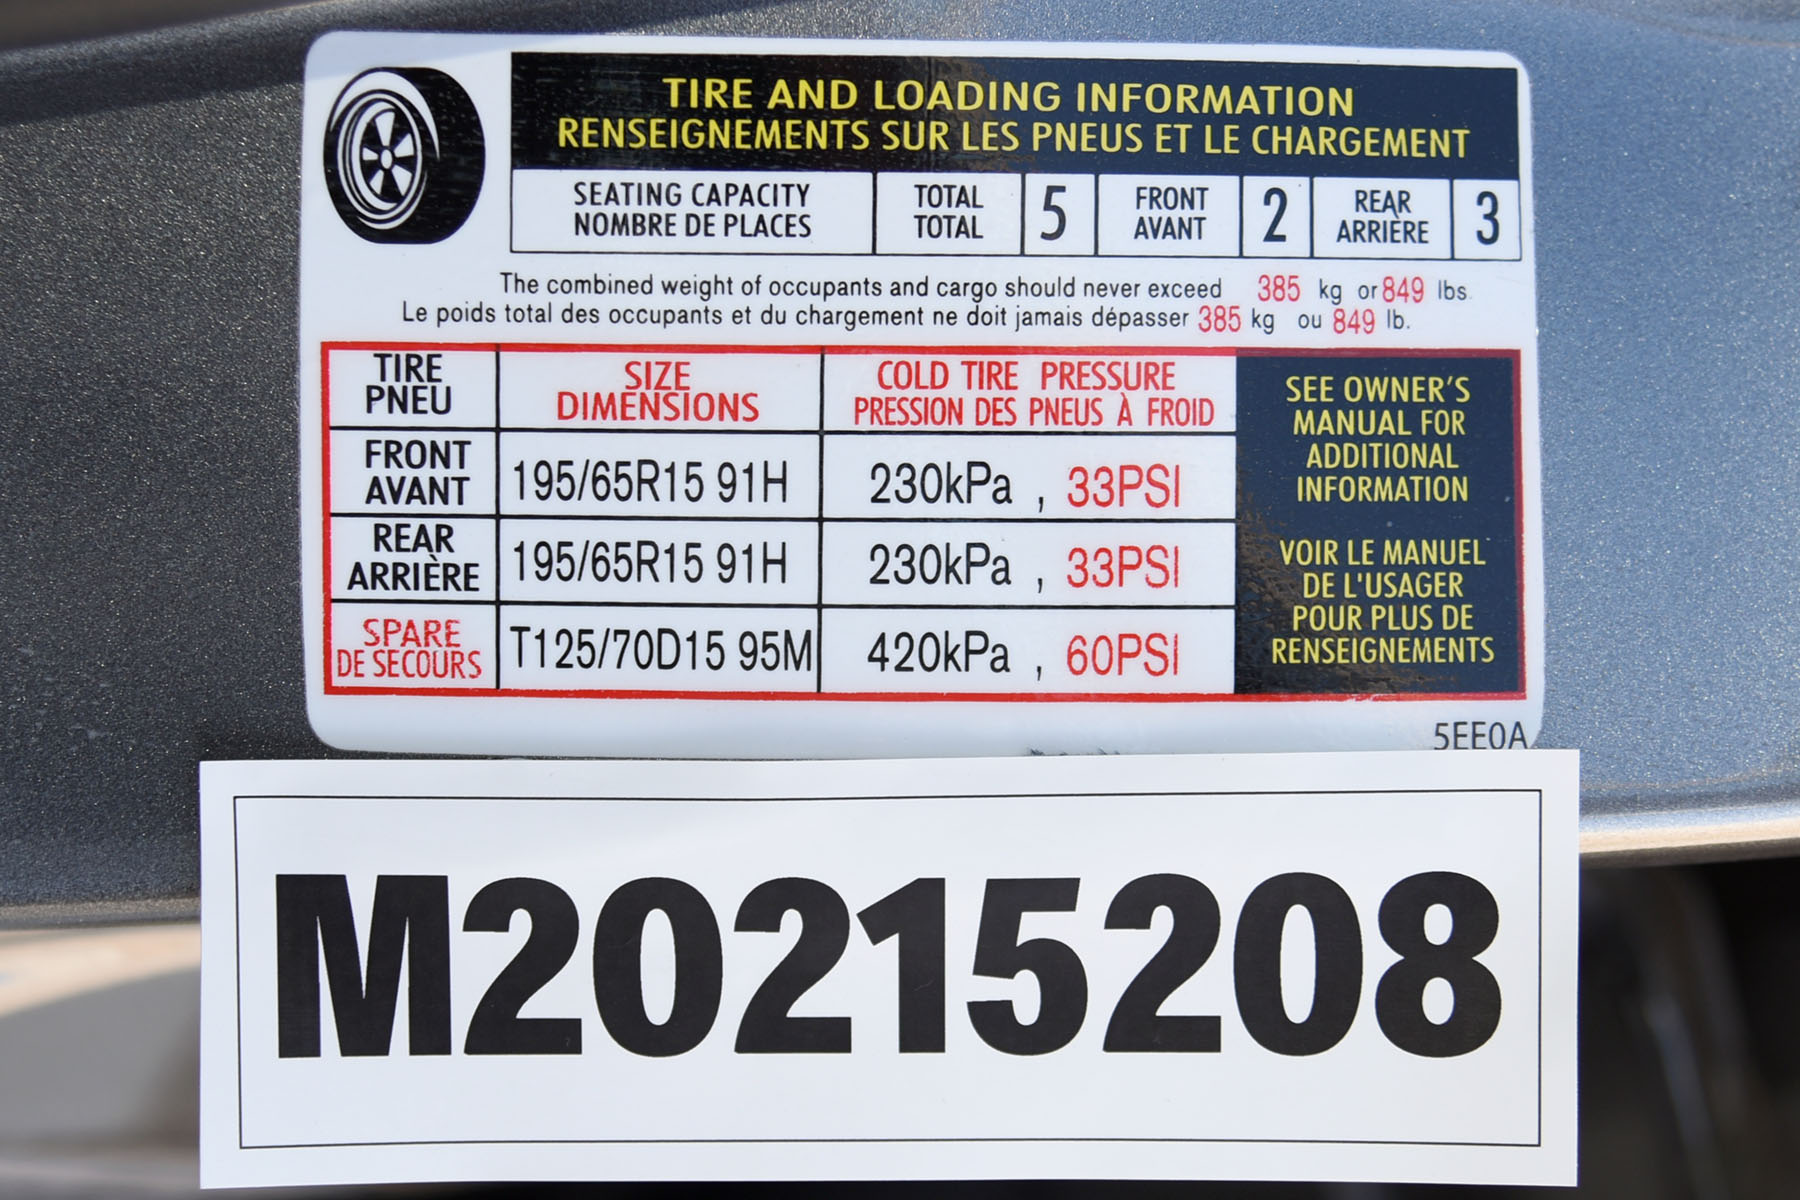 TIRE AND LOADING INFORMATION
RENSEIGNEMENTS SUR LES PNEUS ET LE CHARGEMENT
SEATING CAPACITY TOTAL 5 FRONT 2 REAR 3
NOMBRE DE PLACES TOTAL AVANT ARRIÈRE
The combined weight of occupants and cargo should never exceed 385 kg or 849 lbs.
Le poids total des occupants et du chargement ne doit jamais dépasser 385 kg ou 849 lb.
TIRE SIZE COLD TIRE PRESSURE
PNEU DIMENSIONS PRESSION DES PNEUS À FROID
FRONT
AVANT 195/65R15 91H 230kPa , 33PSI
REAR
ARRIÈRE 195/65R15 91H 230kPa , 33PSI
SPARE
DE SECOURS T125/70D15 95M 420kPa , 60PSI
SEE OWNER'S
MANUAL FOR
ADDITIONAL
INFORMATION
VOIR LE MANUEL
DE L'USAGER
POUR PLUS DE
RENSEIGNEMENTS
5EE0A
M20215208